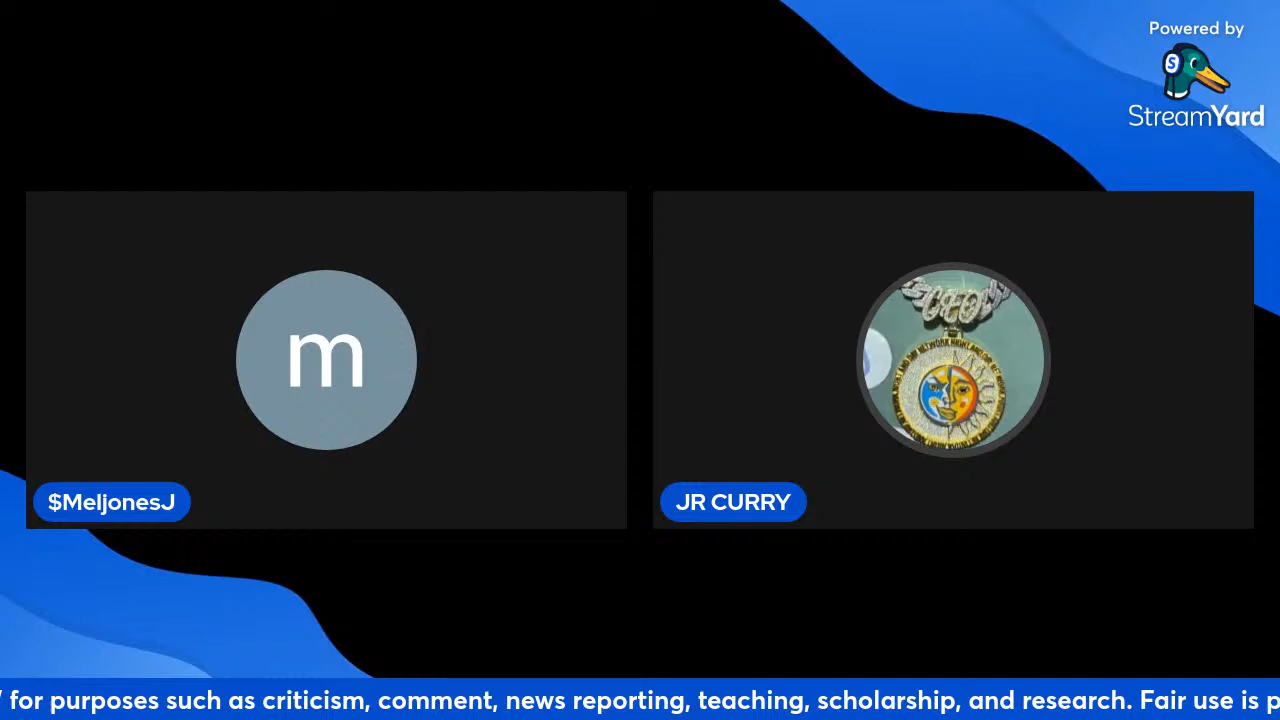 Powered by
StreamYard
S
m
CEO
$MeljonesJ
JR CURRY
for purposes such as criticism, comment, news reporting, teaching, scholarship, and research. Fair use is p